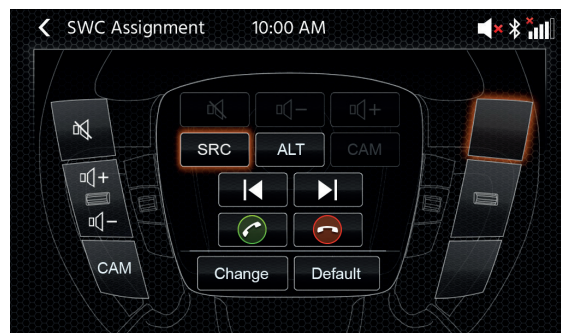 SWC Assignment 10:00 AM
− +
SRC ALT CAM
+
−
CAM
Change Default